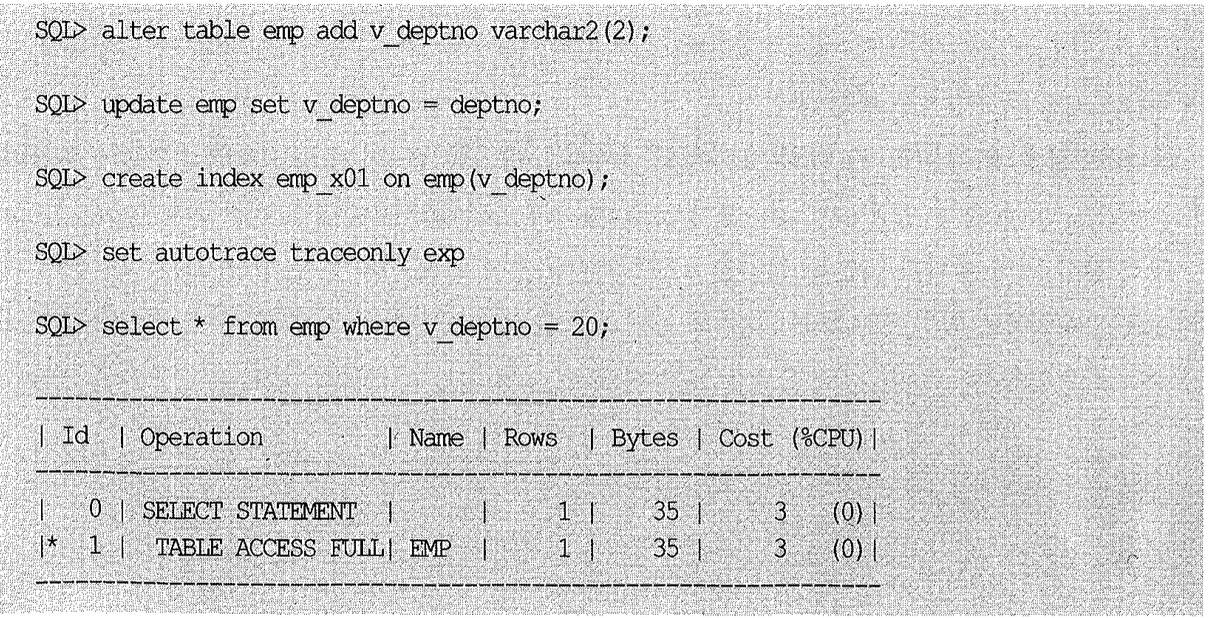 SQL> alter table emp add v_deptno varchar2(2);
SQL> update emp set v_deptno = deptno;
SQL> create index emp_x01 on emp(v_deptno);
SQL> set autotrace traceonly exp
SQL> select * from emp where v_deptno = 20;
--------------------------------------------------------------------------
| Id  | Operation         | Name | Rows  | Bytes | Cost (%CPU)|
--------------------------------------------------------------------------
|   0 | SELECT STATEMENT  |      |     1 |    35 |     3   (0)|
|*  1 |  TABLE ACCESS FULL| EMP  |     1 |    35 |     3   (0)|
--------------------------------------------------------------------------